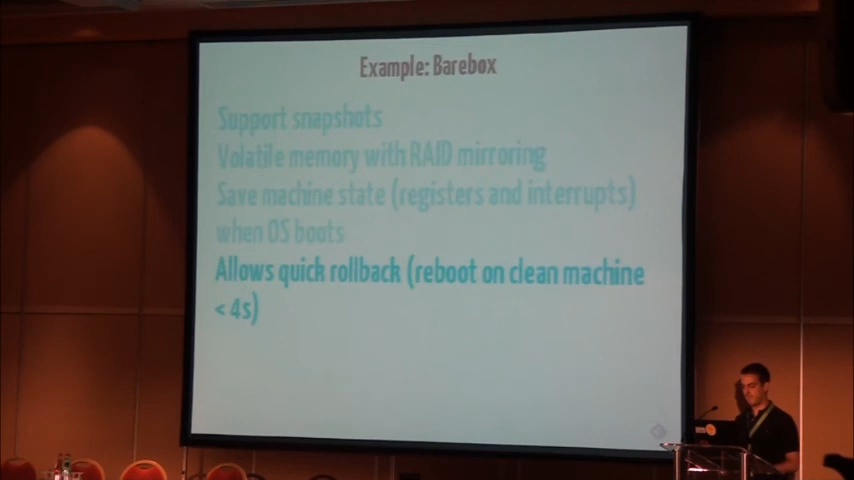 Example: Barebox
Support snapshots
Volatile memory with RAID mirroring
Save machine state (registers and interrupts)
when OS boots
Allows quick rollback (reboot on clean machine
< 4s)